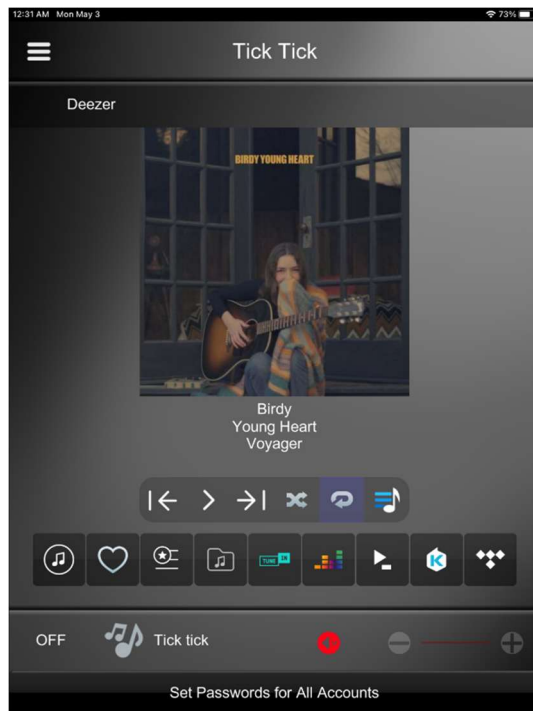 12:31 AM Mon May 3
73%
Tick Tick
Deezer
BIRDY YOUNG HEART
Birdy
Young Heart
Voyager
TUNE IN
K
OFF
Tick tick
Set Passwords for All Accounts